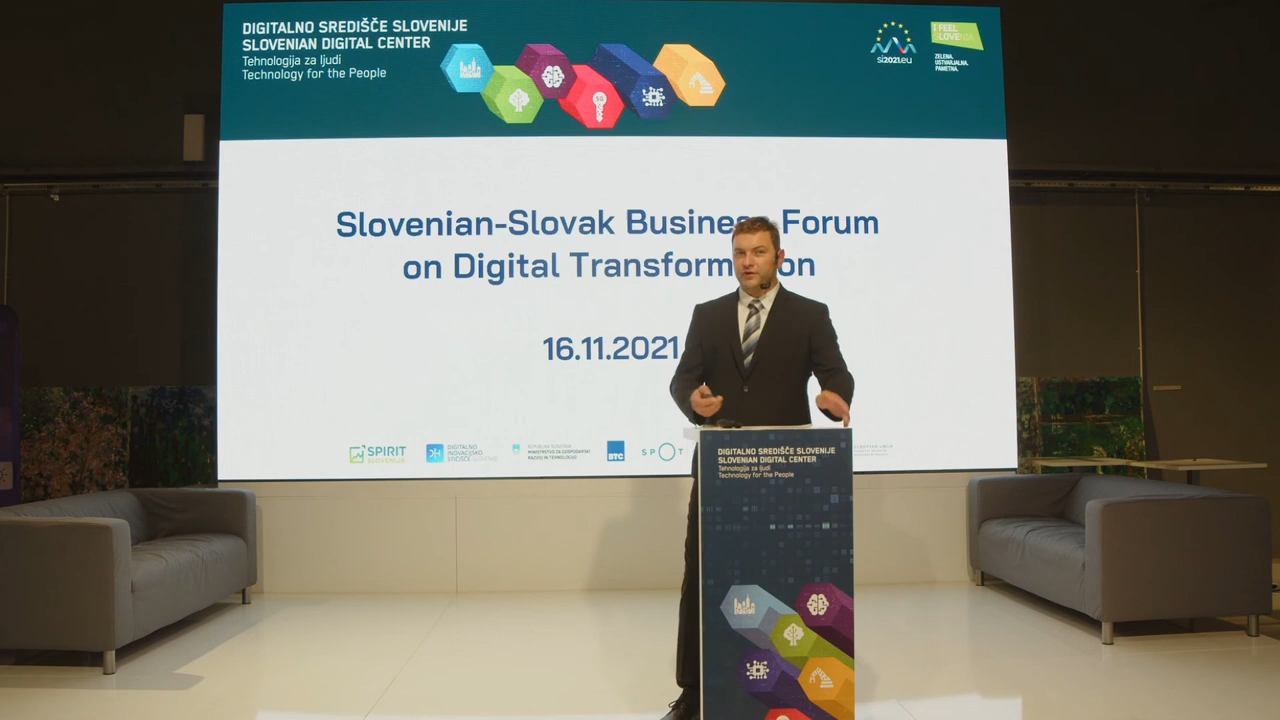 DIGITALNO SREDIŠČE SLOVENIJE
SLOVENIAN DIGITAL CENTER
Tehnologija za ljudi
Technology for the People
si2021.eu
I FEEL
SLOVENIA
ZELENA.
USTVARJALNA.
PAMETNA.
5G
Slovenian-Slovak Business Forum
on Digital Transform on
16.11.2021
SPIRIT
SLOVENIJA
DIGITALNO
INOVACIJSKO
STIČIŠČE SLOVENIJE
REPUBLIKA SLOVENIJA
MINISTRSTVO ZA GOSPODARSKI
RAZVOJ IN TEHNOLOGIJO
BTC
SPOT
DIGITALNO SREDIŠČE SLOVENIJE
SLOVENIAN DIGITAL CENTER
Tehnologija za ljudi
Technology for the People